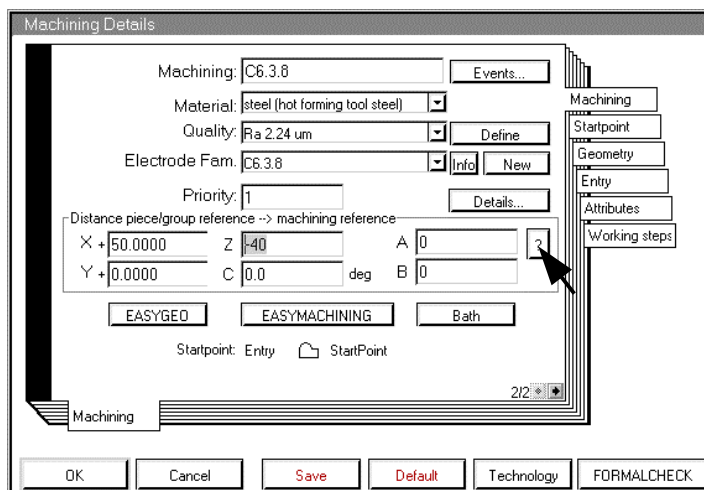 Machining Details
Machining: C6.3.8 Events...
Material: steel (hot forming tool steel)
Quality: Ra 2.24 um Define
Electrode Fam. C6.3.8 Info New
Priority: 1 Details...
Distance piece/group reference --> machining reference
X + 50.0000 Z -40 A 0 ?
Y + 0.0000 C 0.0 deg B 0
EASYGEO EASYMACHINING Bath
Startpoint: Entry StartPoint
2/2
Machining
Machining
Startpoint
Geometry
Entry
Attributes
Working steps
OK Cancel Save Default Technology FORMALCHECK